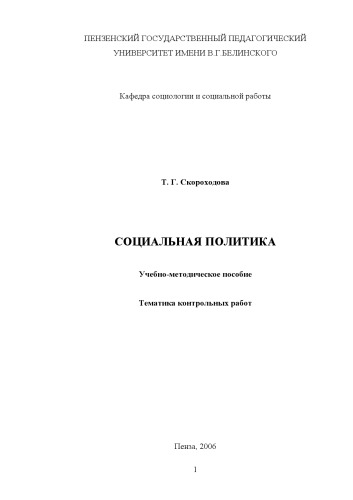 ПЕНЗЕНСКИЙ ГОСУДАРСТВЕННЫЙ ПЕДАГОГИЧЕСКИЙ
УНИВЕРСИТЕТ ИМЕНИ В.Г.БЕЛИНСКОГО
Кафедра социологии и социальной работы
Т. Г. Скороходова
СОЦИАЛЬНАЯ ПОЛИТИКА
Учебно-методическое пособие
Тематика контрольных работ
Пенза, 2006
1